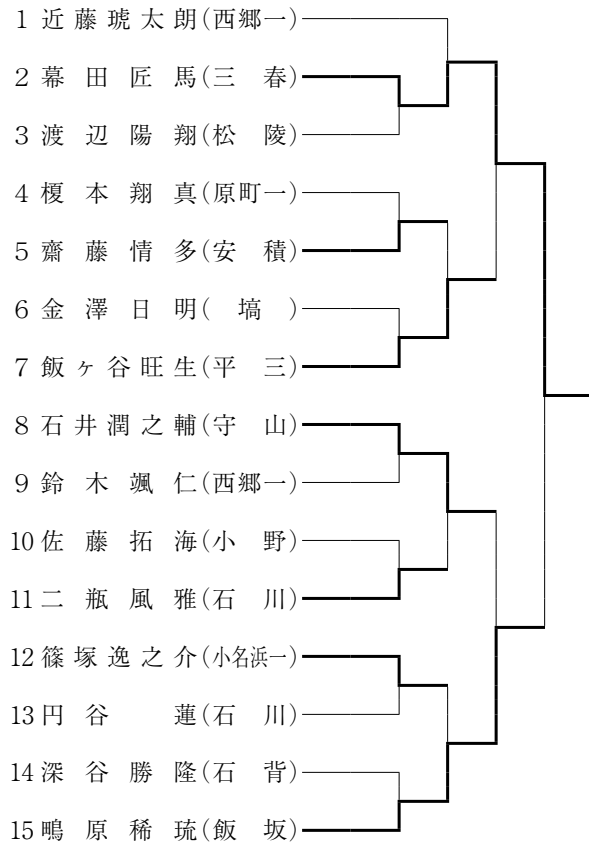 1 近藤琥太朗(西郷一)
2 幕田匠馬(三春)
3 渡辺陽翔(松陵)
4 榎本翔真(原町一)
5 齋藤情多(安積)
6 金澤日明(塙)
7 飯ヶ谷旺生(平三)
8 石井潤之輔(守山)
9 鈴木颯仁(西郷一)
10 佐藤拓海(小野)
11 二瓶風雅(石川)
12 篠塚逸之介(小名浜一)
13 円谷蓮(石川)
14 深谷勝隆(石背)
15 鴫原稀琉(飯坂)